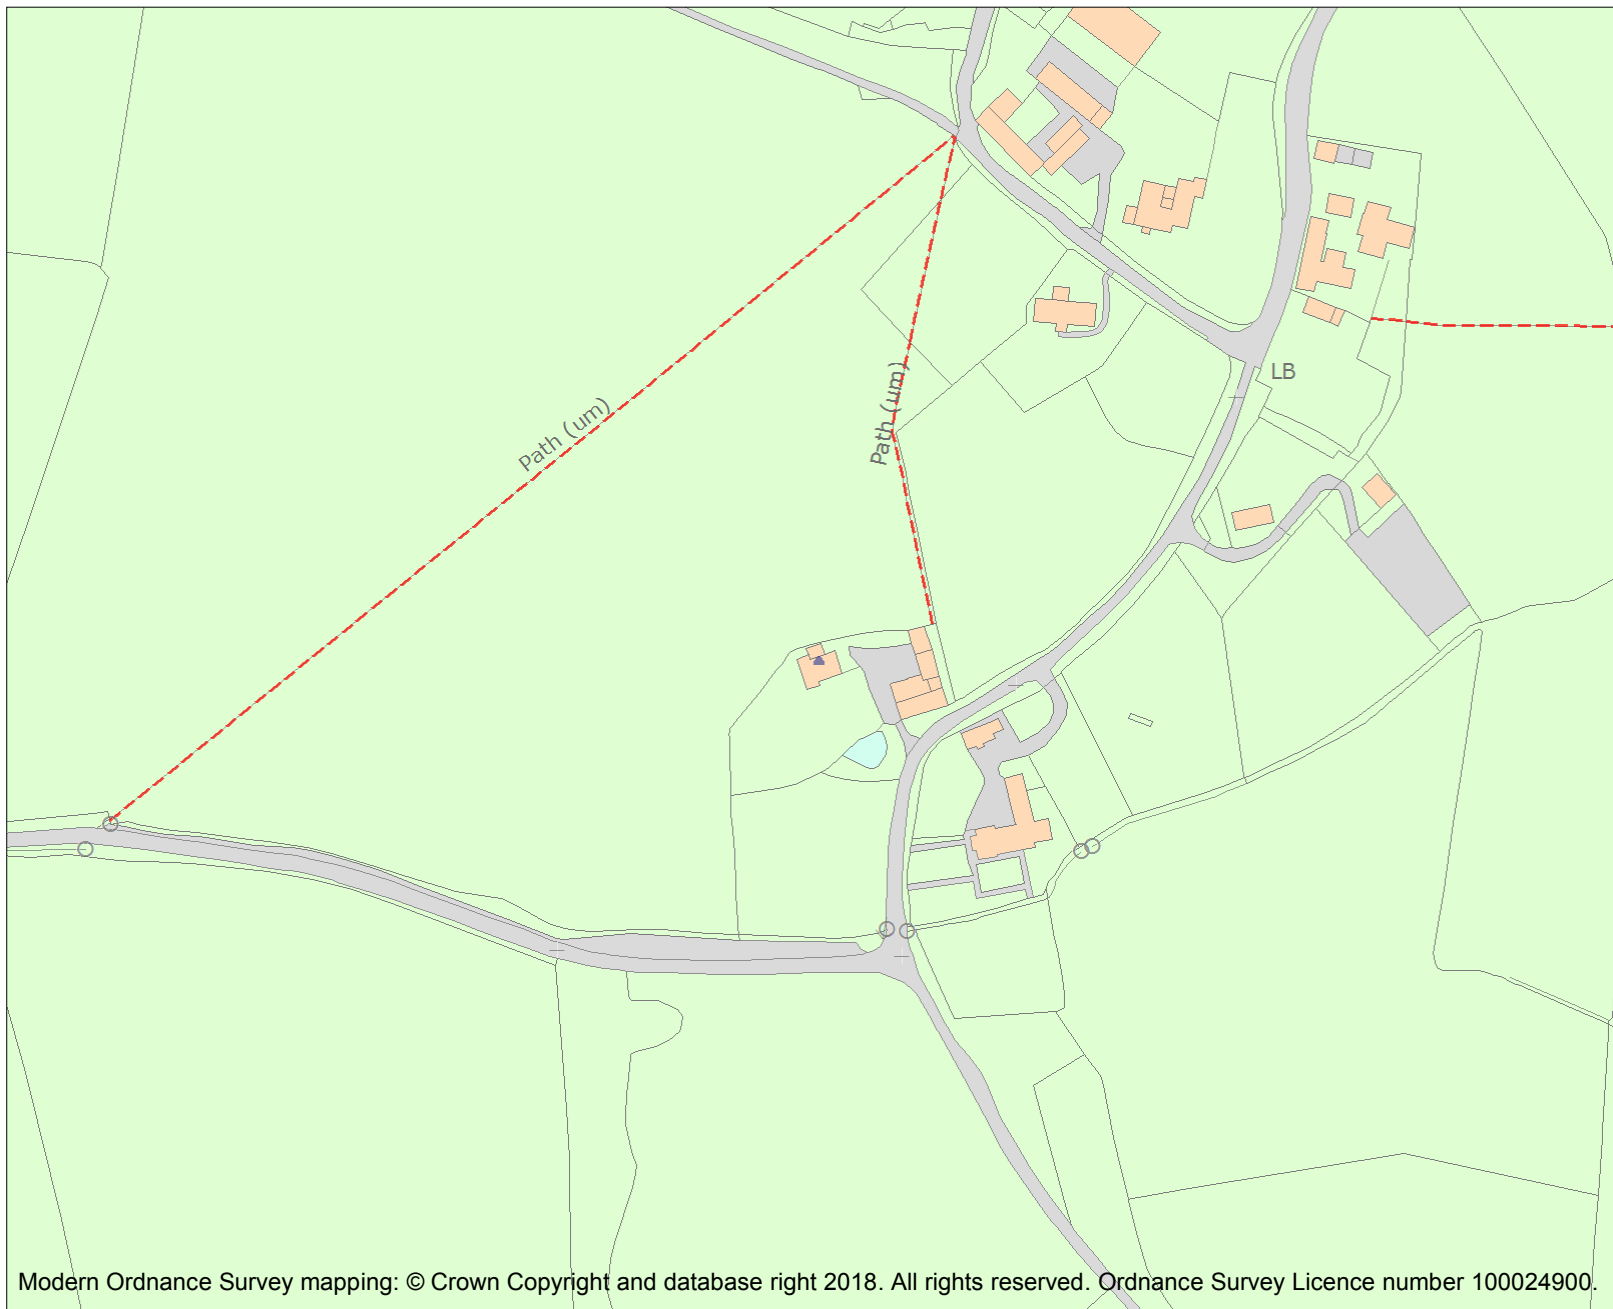 LB
Path (um)
Path (um)
Modern Ordnance Survey mapping: © Crown Copyright and database right 2018. All rights reserved. Ordnance Survey Licence number 100024900.